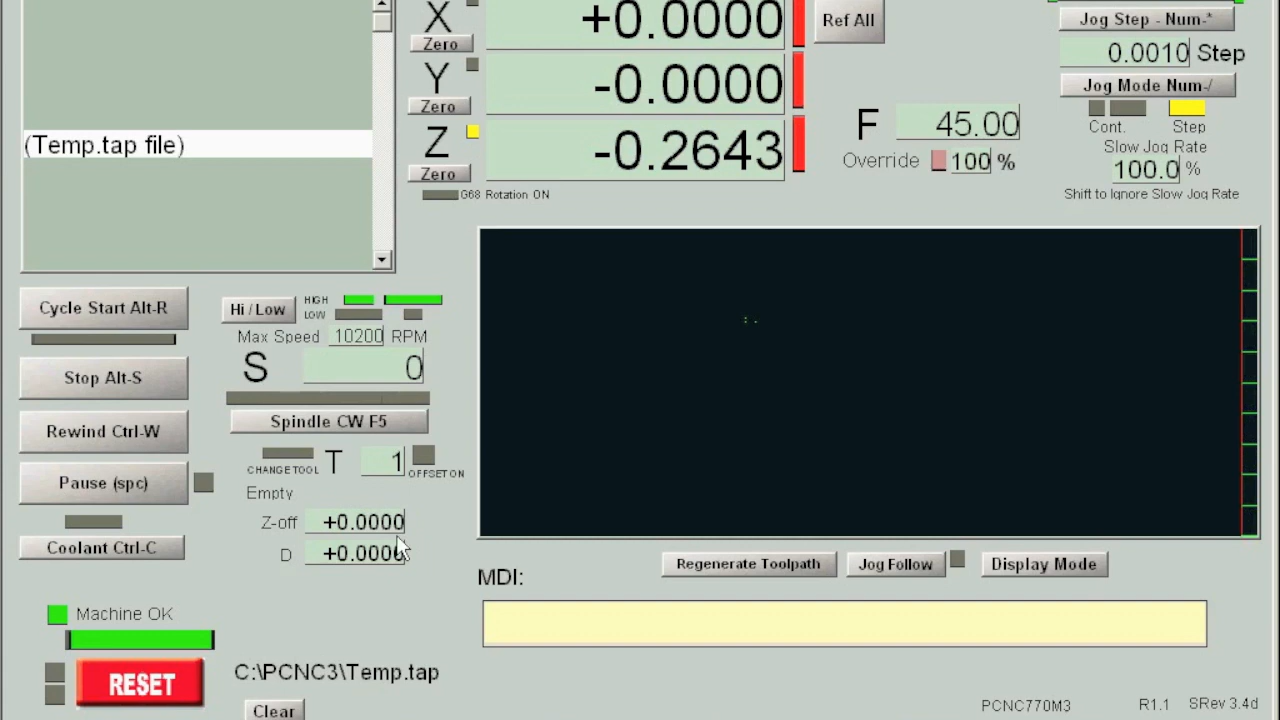 X
+0.0000
Ref All
Jog Step - Num-*
Zero
0.0010 Step
Y
-0.0000
Jog Mode Num-/
Zero
F 45.00
Cont. Step
(Temp.tap file)
Z
-0.2643
Override 100 %
Slow Jog Rate
100.0 %
Zero
G68 Rotation ON
Shift to Ignore Slow Jog Rate
Cycle Start Alt-R
Hi / Low
HIGH
LOW
Max Speed 10200 RPM
S 0
Stop Alt-S
Spindle CW F5
Rewind Ctrl-W
CHANGE TOOL T 1 OFFSET ON
Pause (spc)
Empty
Z-off +0.0000
Coolant Ctrl-C
D +0.0000
Regenerate Toolpath
Jog Follow
Display Mode
MDI:
Machine OK
RESET
C:\PCNC3\Temp.tap
Clear
PCNC770M3 R1.1 SRev 3.4d